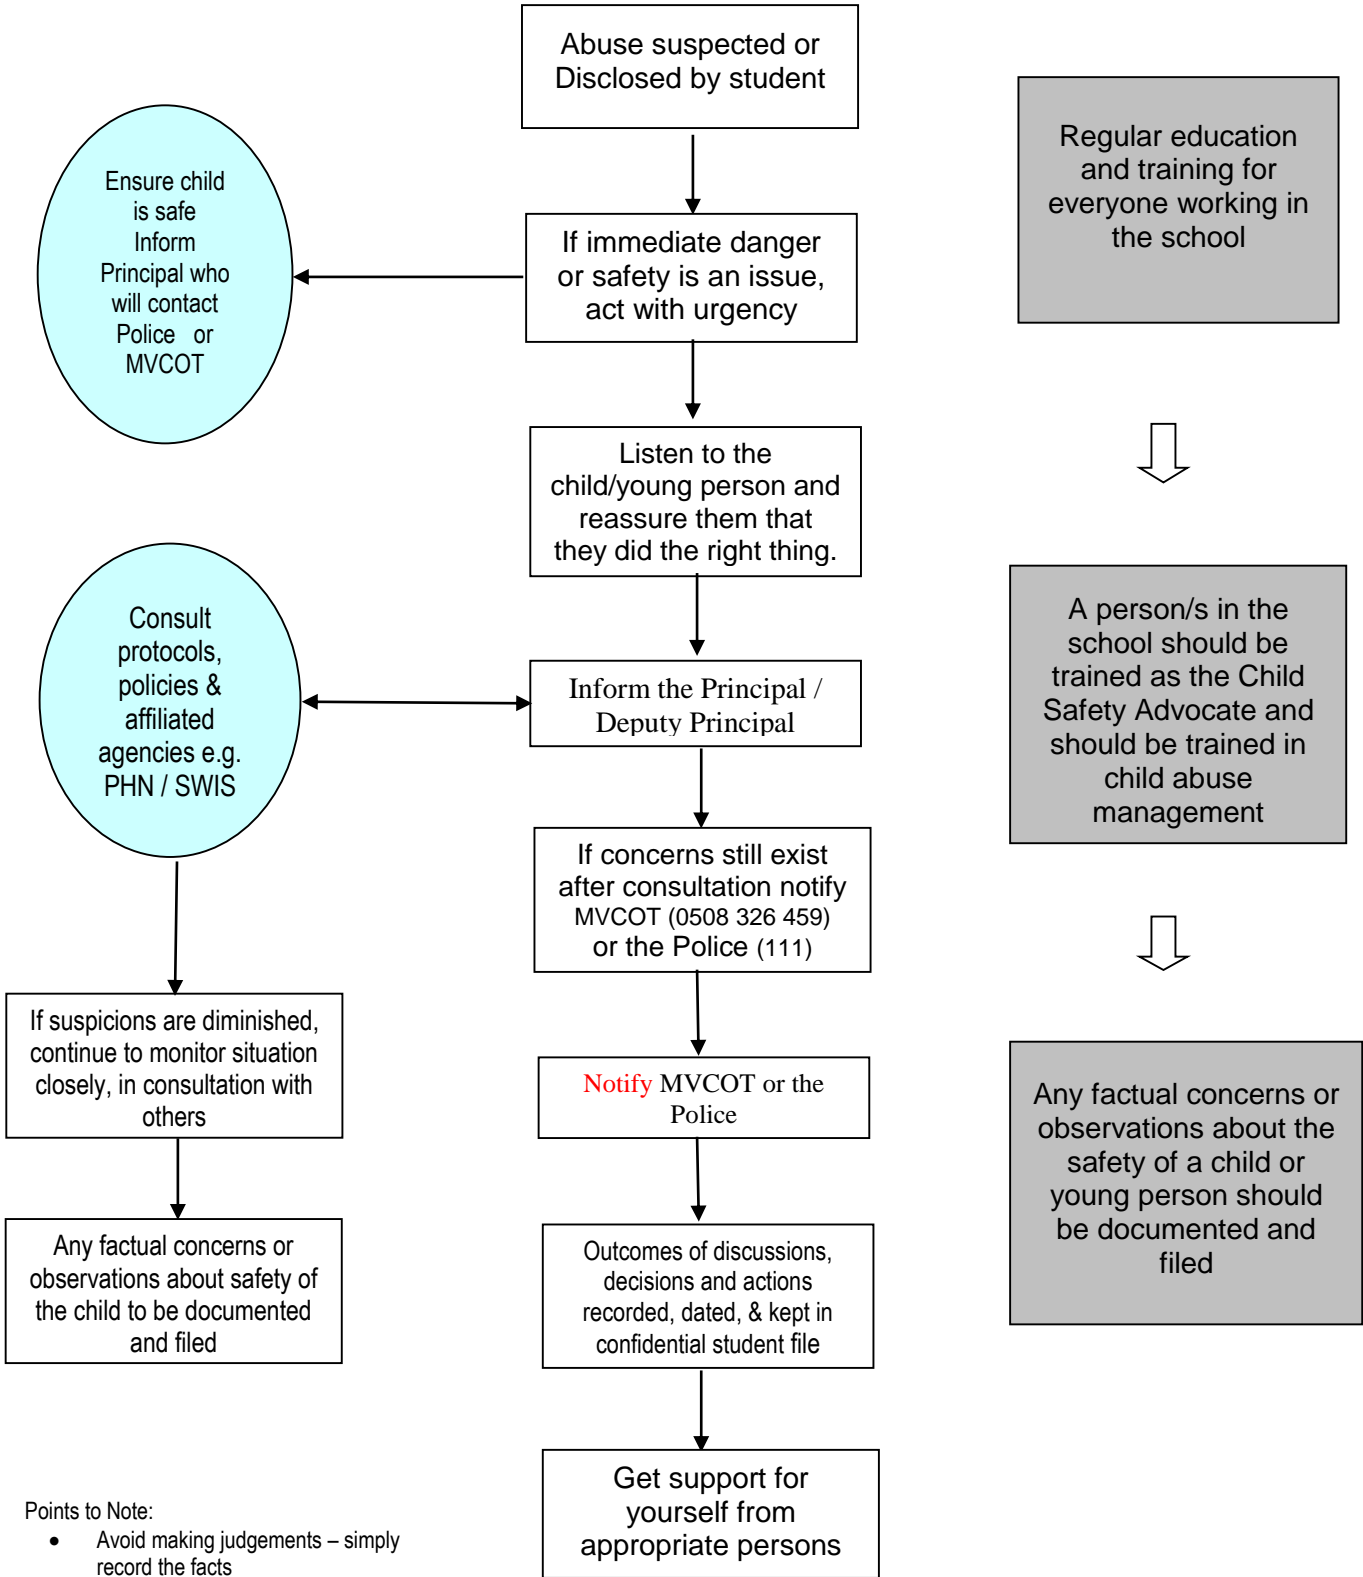 Abuse suspected or
Disclosed by student
Ensure child
is safe
Inform
Principal who
will contact
Police or
MVCOT
If immediate danger
or safety is an issue,
act with urgency
Listen to the
child/young person and
reassure them that
they did the right thing.
Consult
protocols,
policies &
affiliated
agencies e.g.
PHN / SWIS
Inform the Principal /
Deputy Principal
If concerns still exist
after consultation notify
MVCOT (0508 326 459)
or the Police (111)
If suspicions are diminished,
continue to monitor situation
closely, in consultation with
others
Notify MVCOT or the
Police
Any factual concerns or
observations about safety of
the child to be documented
and filed
Outcomes of discussions,
decisions and actions
recorded, dated, & kept in
confidential student file
Get support for
yourself from
appropriate persons
Regular education
and training for
everyone working in
the school
A person/s in the
school should be
trained as the Child
Safety Advocate and
should be trained in
child abuse
management
Any factual concerns or
observations about the
safety of a child or
young person should
be documented and
filed
Points to Note:
• Avoid making judgements – simply
record the facts